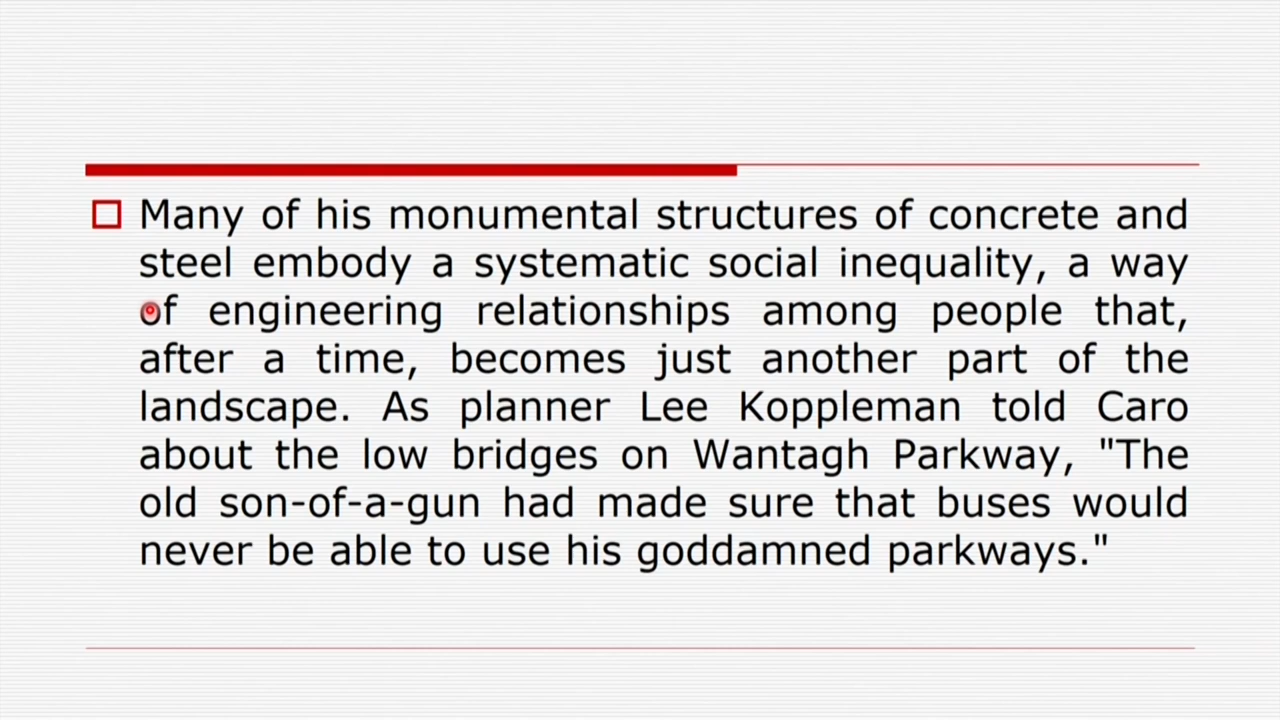 Many of his monumental structures of concrete and
steel embody a systematic social inequality, a way
of engineering relationships among people that,
after a time, becomes just another part of the
landscape. As planner Lee Koppleman told Caro
about the low bridges on Wantagh Parkway, "The
old son-of-a-gun had made sure that buses would
never be able to use his goddamned parkways."